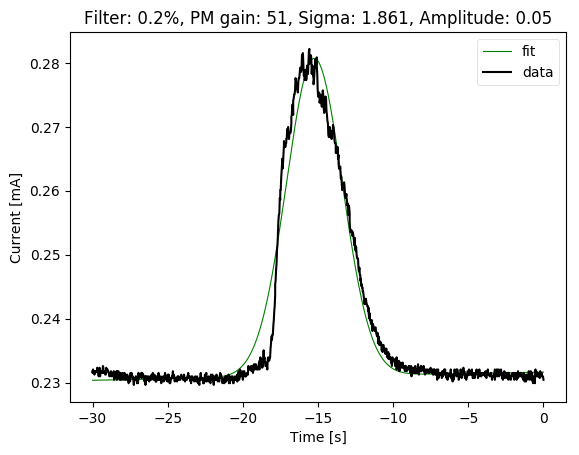 Filter: 0.2%, PM gain: 51, Sigma: 1.861, Amplitude: 0.05
fit
data
0.28
0.27
0.26
0.25
0.24
0.23
Current [mA]
−30
−25
−20
−15
−10
−5
0
Time [s]